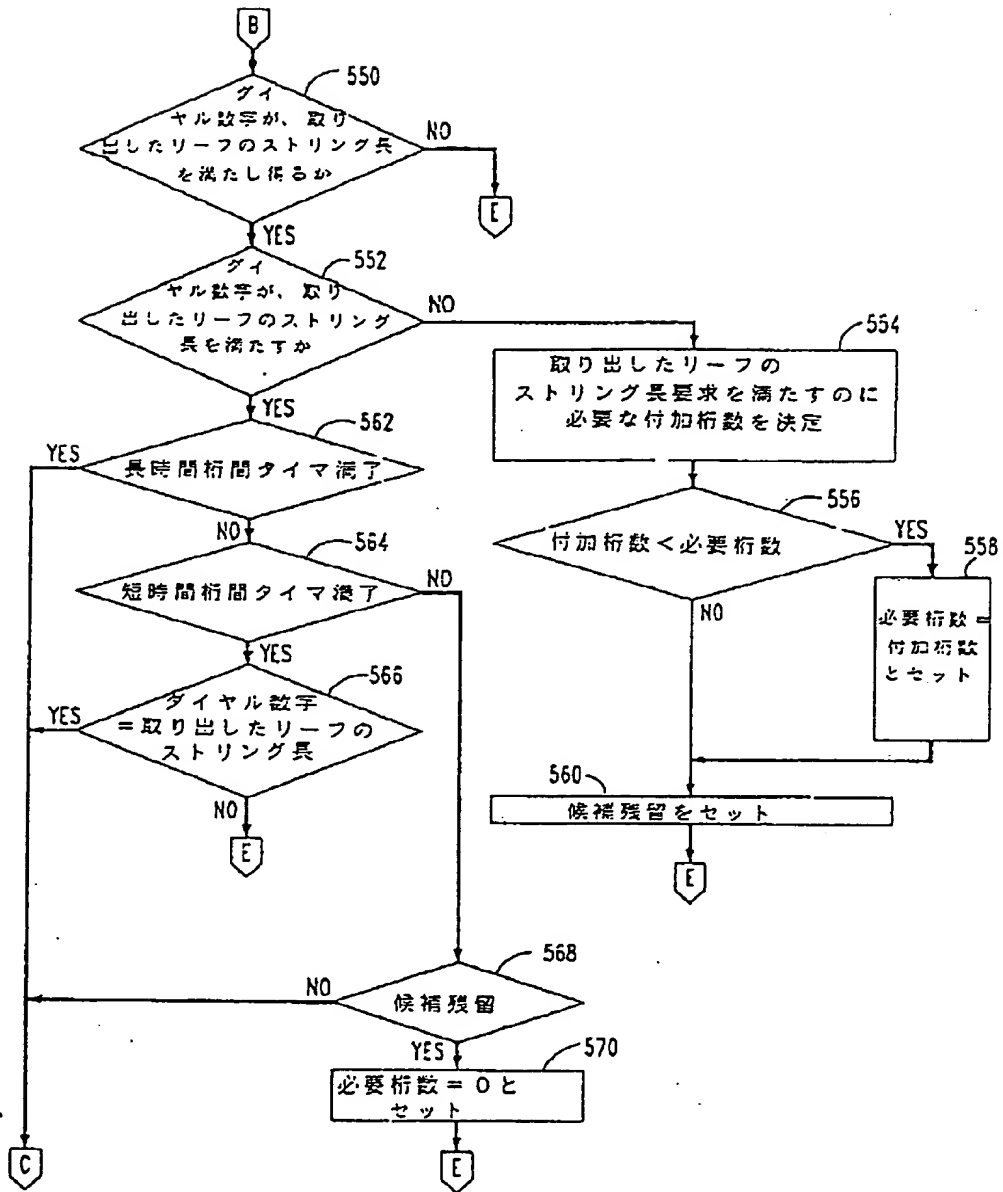 B
550
ダイ
ヤル数字が、取り
出したリーフのストリング長
を満たし得るか
NO
E
YES
552
ダイ
ヤル数字が、取り
出したリーフのストリング
長を満たすか
NO
554
取り出したリーフの
ストリング長要求を満たすのに
必要な付加桁数を決定
YES
562
YES
長時間桁間タイマ満了
556
付加桁数<必要桁数
YES
558
NO
564
短時間桁間タイマ満了
NO
NO
必要桁数=
付加桁数
とセット
YES
566
YES
ダイヤル数字
=取り出したリーフの
ストリング長
NO
E
560
候補残留をセット
E
568
NO
候補残留
YES
570
必要桁数=0と
セット
C
E